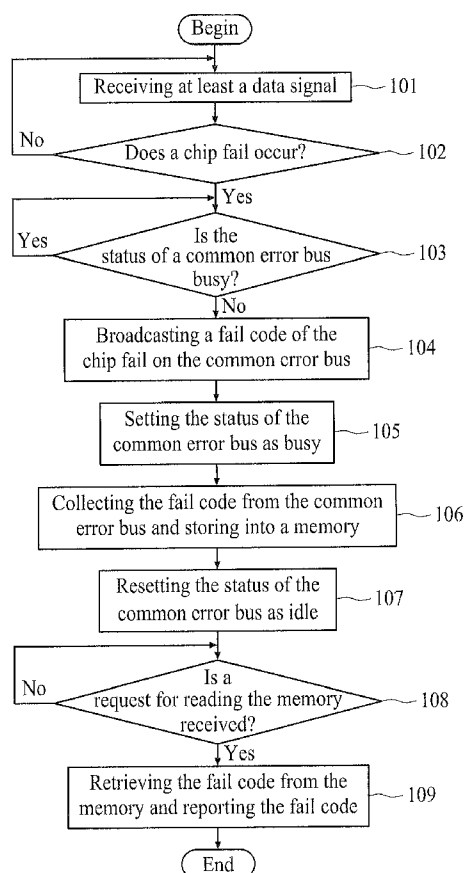 Begin
Receiving at least a data signal
101
No
Does a chip fail occur?
102
Yes
Yes
Is the
status of a common error bus
busy?
103
No
Broadcasting a fail code of the
chip fail on the common error bus
104
Setting the status of the
common error bus as busy
105
Collecting the fail code from the common
error bus and storing into a memory
106
Resetting the status of the
common error bus as idle
107
No
Is a
request for reading the memory
received?
108
Yes
Retrieving the fail code from the
memory and reporting the fail code
109
End